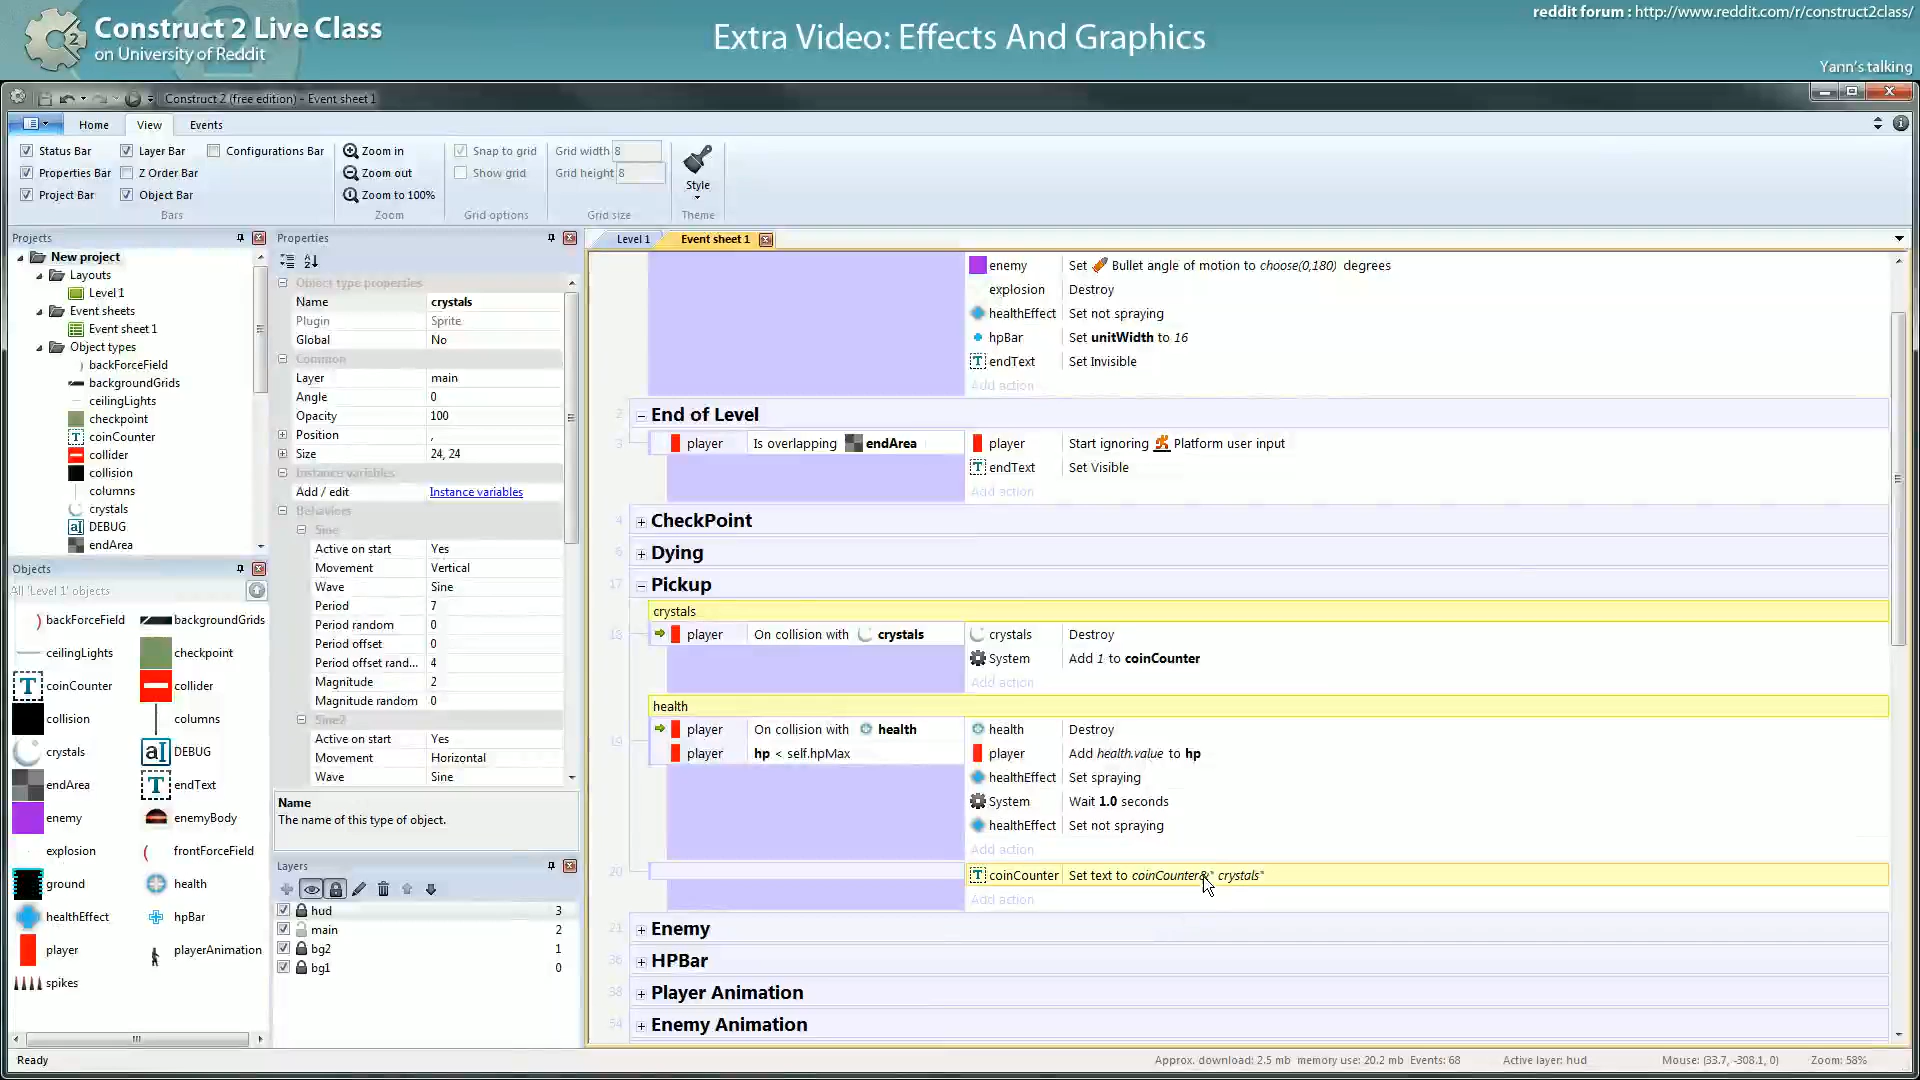 Construct 2 Live Class
on University of Reddit
Extra Video: Effects And Graphics
reddit forum : http://www.reddit.com/r/construct2class/
Yann's talking
Construct 2 (free edition) - Event sheet 1
Home View Events
Status Bar Layer Bar Configurations Bar Zoom in Snap to grid Grid width 8
Properties Bar Z Order Bar Zoom out Show grid Grid height 8
Project Bar Object Bar Zoom to 100% Style
Bars Zoom Grid options Grid size Theme
Projects
New project
Layouts
Level 1
Event sheets
Event sheet 1
Object types
backForceField
backgroundGrids
ceilingLights
checkpoint
coinCounter
collider
collision
columns
crystals
DEBUG
endArea
Objects
All 'Level 1' objects
backForceField backgroundGrids
ceilingLights checkpoint
coinCounter collider
collision columns
crystals DEBUG
endArea endText
enemy enemyBody
explosion frontForceField
ground health
healthEffect hpBar
player playerAnimation
spikes
Properties
Object type properties
Name crystals
Plugin Sprite
Global No
Common
Layer main
Angle 0
Opacity 100
Position ,
Size 24, 24
Instance variables
Add / edit Instance variables
Behaviors
Sine
Active on start Yes
Movement Vertical
Wave Sine
Period 7
Period random 0
Period offset 0
Period offset rand... 4
Magnitude 2
Magnitude random 0
Sine2
Active on start Yes
Movement Horizontal
Wave Sine
Name
The name of this type of object.
Layers
hud 3
main 2
bg2 1
bg1 0
Level 1 Event sheet 1
enemy Set Bullet angle of motion to choose(0,180) degrees
explosion Destroy
healthEffect Set not spraying
hpBar Set unitWidth to 16
endText Set Invisible
Add action
2 End of Level
3 player Is overlapping endArea player Start ignoring Platform user input
endText Set Visible
Add action
4 CheckPoint
6 Dying
17 Pickup
crystals
18 player On collision with crystals crystals Destroy
System Add 1 to coinCounter
Add action
health
19 player On collision with health health Destroy
player hp < self.hpMax player Add health.value to hp
healthEffect Set spraying
System Wait 1.0 seconds
healthEffect Set not spraying
Add action
20 coinCounter Set text to coinCounter&" crystals"
Add action
21 Enemy
36 HPBar
38 Player Animation
54 Enemy Animation
Ready Approx. download: 2.5 mb memory use: 20.2 mb Events: 68 Active layer: hud Mouse: (33.7, -308.1, 0) Zoom: 58%